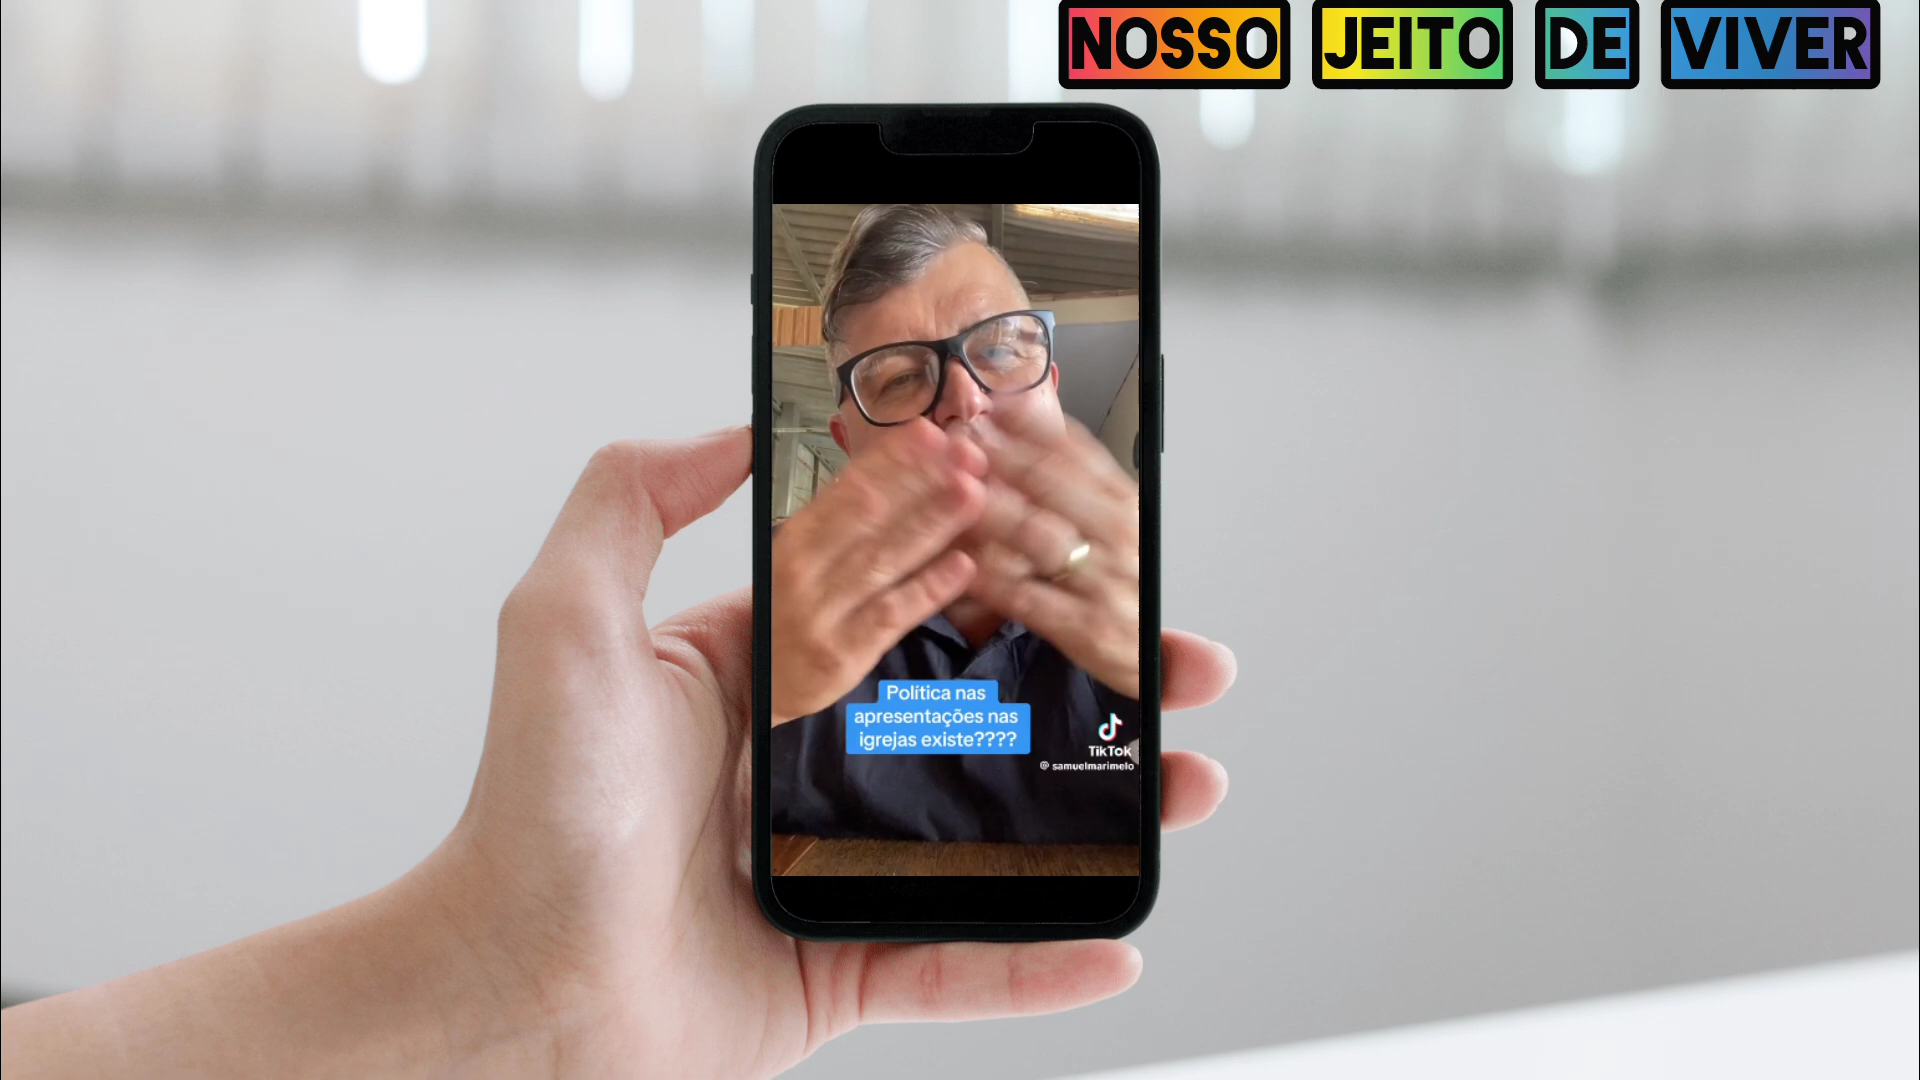 NOSSO JEITO DE VIVER
Política nas
apresentações nas
igrejas existe????
TikTok
@ samuelmarimelo